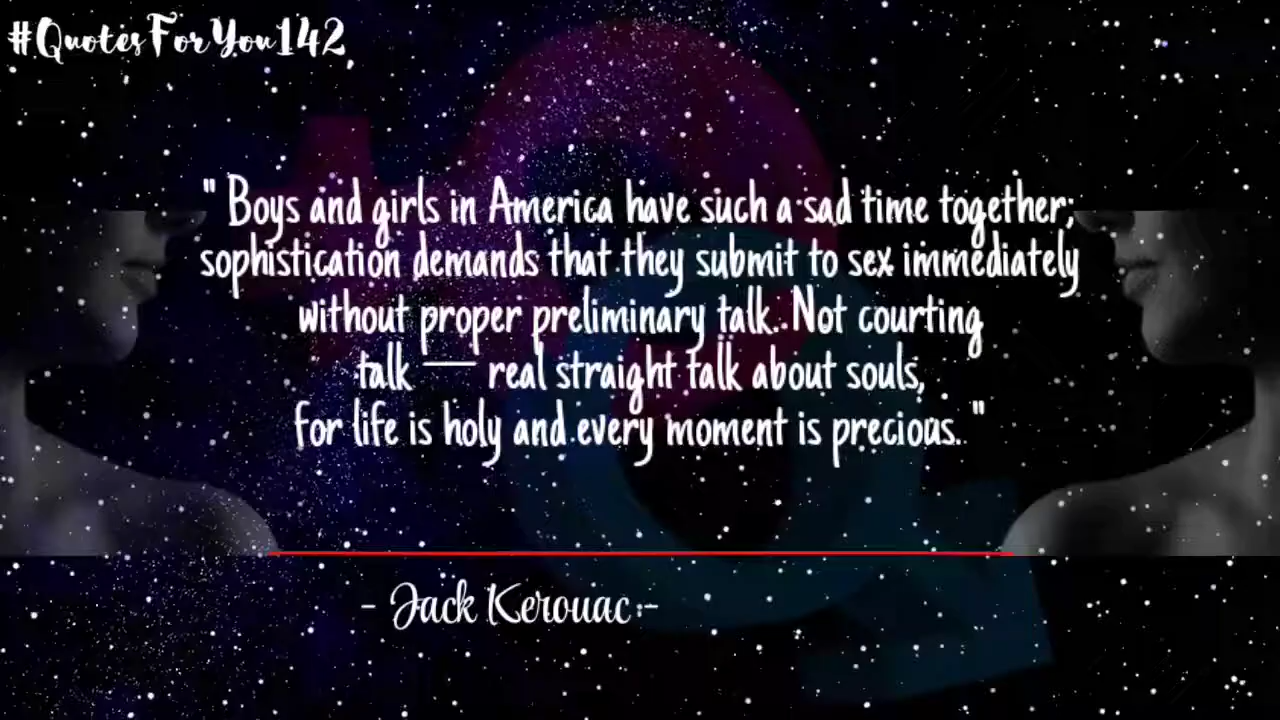 #QuotesForYou142
" Boys and girls in America have such a sad time together;
sophistication demands that they submit to sex immediately
without proper preliminary talk. Not courting
talk — real straight talk about souls,
for life is holy and every moment is precious. "
- Jack Kerouac -